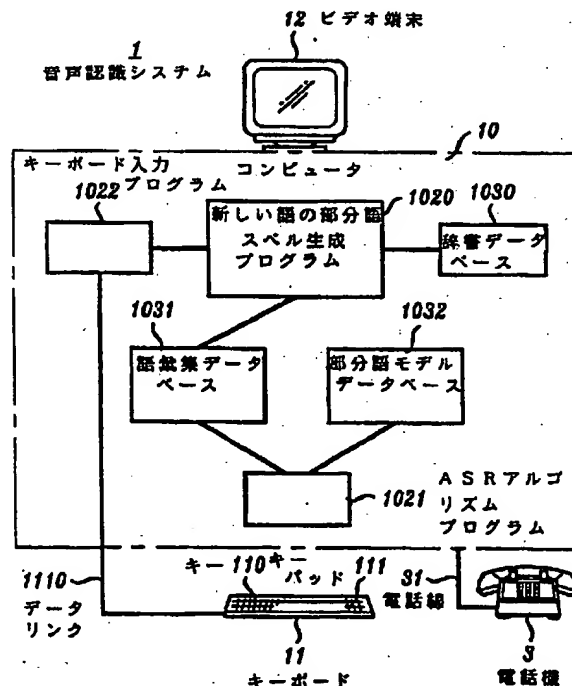 12 ビデオ端末
1
音声認識システム
10
キーボード入力
プログラム
コンピュータ
1022
新しい語の部分語
スペル生成
プログラム
1020
1030
辞書データ
ベース
1031
語彙集データ
ベース
1032
部分語モデル
データベース
1021
ASRアルゴ
リズム
プログラム
1110
データ
リンク
キー 110
キー
パッド
111
11
キーボード
31
電話線
3
電話機